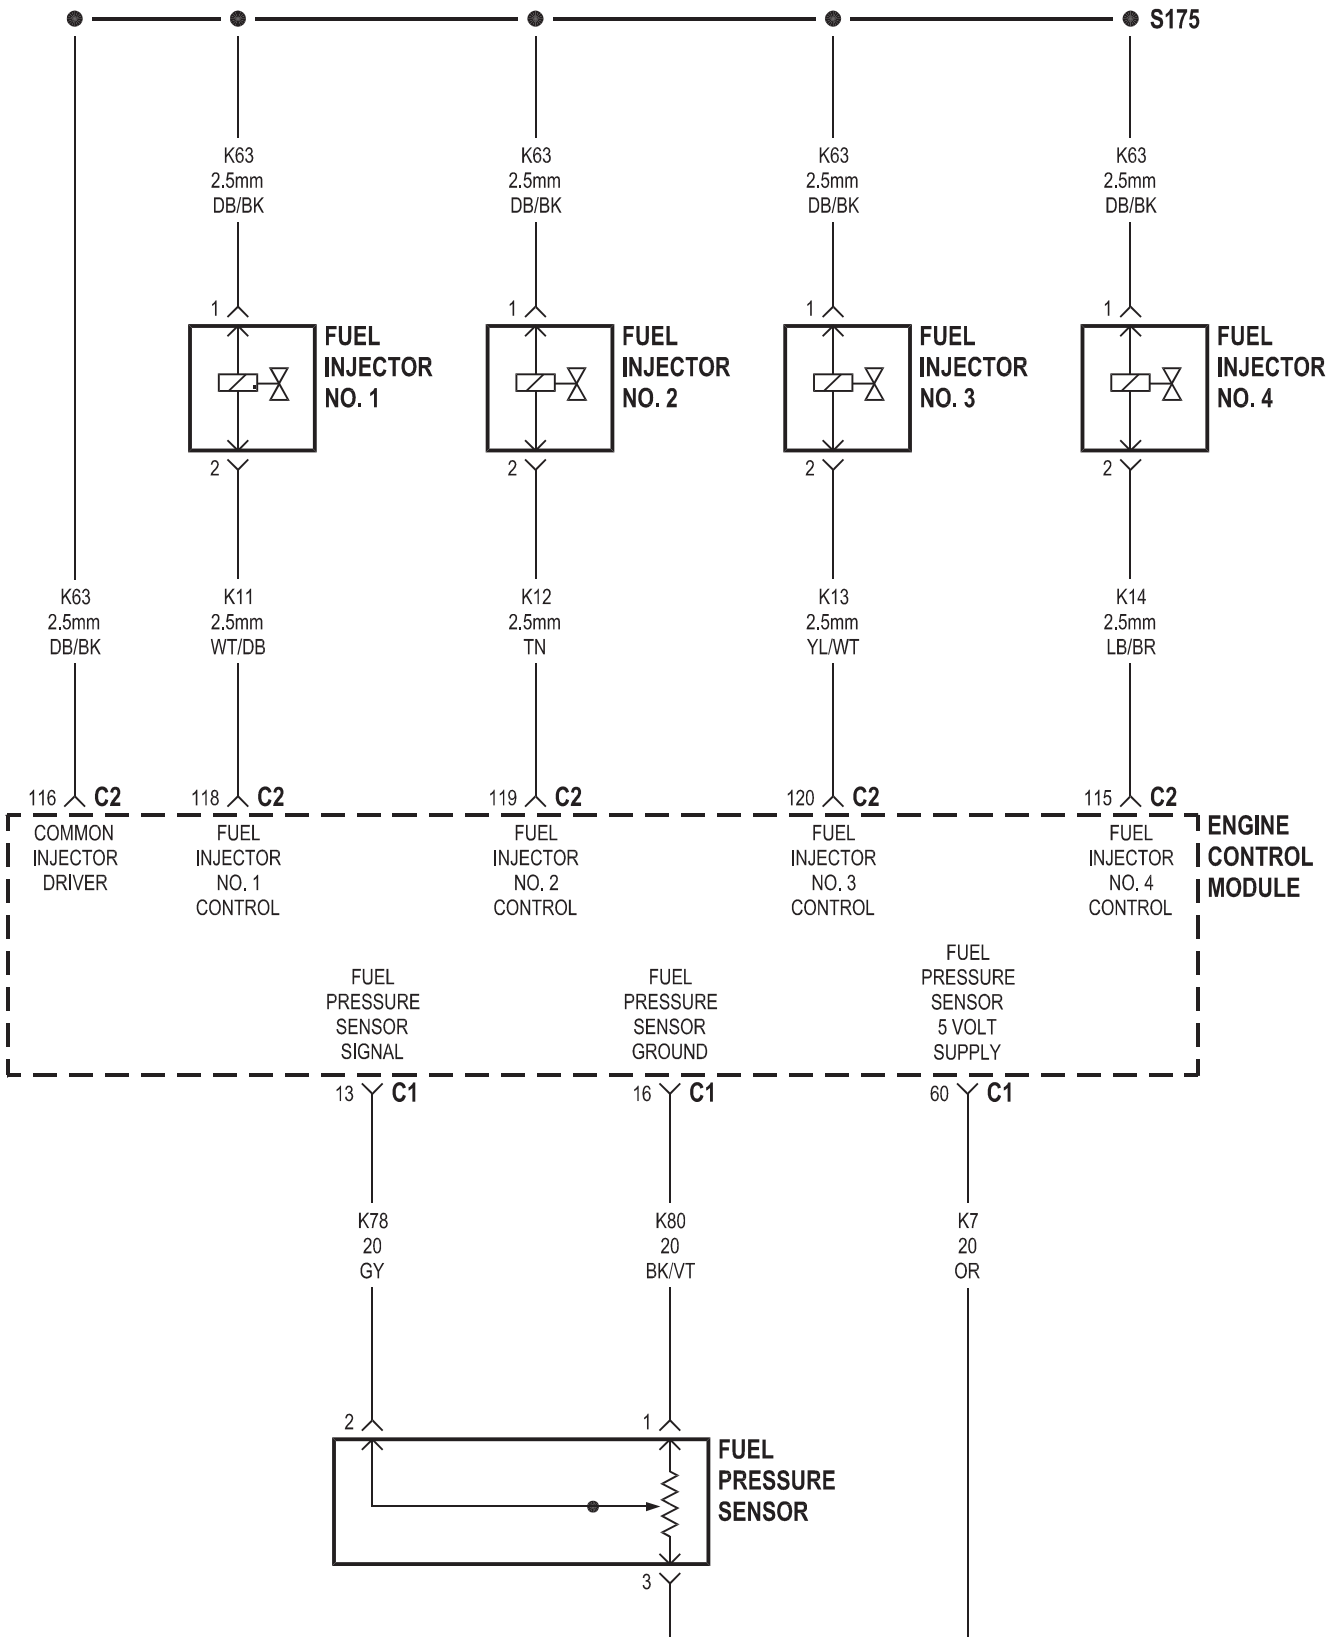 S175
K63
2.5mm
DB/BK
K63
2.5mm
DB/BK
K63
2.5mm
DB/BK
K63
2.5mm
DB/BK
1
FUEL
INJECTOR
NO. 1
2
1
FUEL
INJECTOR
NO. 2
2
1
FUEL
INJECTOR
NO. 3
2
1
FUEL
INJECTOR
NO. 4
2
K63
2.5mm
DB/BK
K11
2.5mm
WT/DB
K12
2.5mm
TN
K13
2.5mm
YL/WT
K14
2.5mm
LB/BR
116 C2
118 C2
119 C2
120 C2
115 C2
COMMON
INJECTOR
DRIVER
FUEL
INJECTOR
NO. 1
CONTROL
FUEL
INJECTOR
NO. 2
CONTROL
FUEL
INJECTOR
NO. 3
CONTROL
FUEL
INJECTOR
NO. 4
CONTROL
ENGINE
CONTROL
MODULE
FUEL
PRESSURE
SENSOR
SIGNAL
FUEL
PRESSURE
SENSOR
GROUND
FUEL
PRESSURE
SENSOR
5 VOLT
SUPPLY
13 C1
16 C1
60 C1
K78
20
GY
K80
20
BK/VT
K7
20
OR
2
1
FUEL
PRESSURE
SENSOR
3